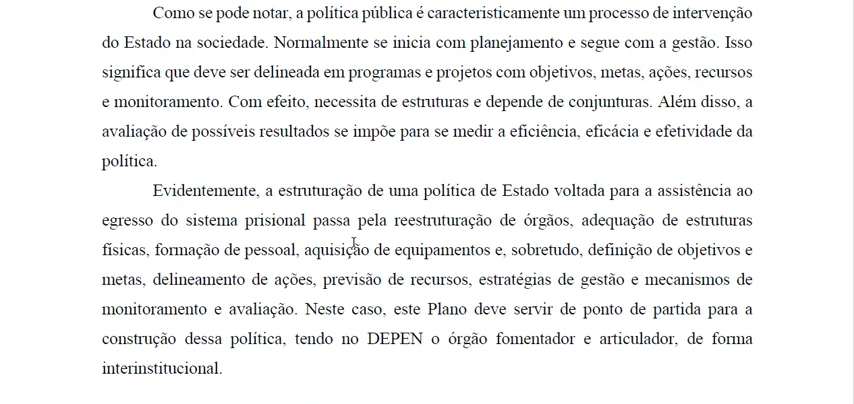 Como se pode notar, a política pública é caracteristicamente um processo de intervenção
do Estado na sociedade. Normalmente se inicia com planejamento e segue com a gestão. Isso
significa que deve ser delineada em programas e projetos com objetivos, metas, ações, recursos
e monitoramento. Com efeito, necessita de estruturas e depende de conjunturas. Além disso, a
avaliação de possíveis resultados se impõe para se medir a eficiência, eficácia e efetividade da
política.
Evidentemente, a estruturação de uma política de Estado voltada para a assistência ao
egresso do sistema prisional passa pela reestruturação de órgãos, adequação de estruturas
físicas, formação de pessoal, aquisição de equipamentos e, sobretudo, definição de objetivos e
metas, delineamento de ações, previsão de recursos, estratégias de gestão e mecanismos de
monitoramento e avaliação. Neste caso, este Plano deve servir de ponto de partida para a
construção dessa política, tendo no DEPEN o órgão fomentador e articulador, de forma
interinstitucional.